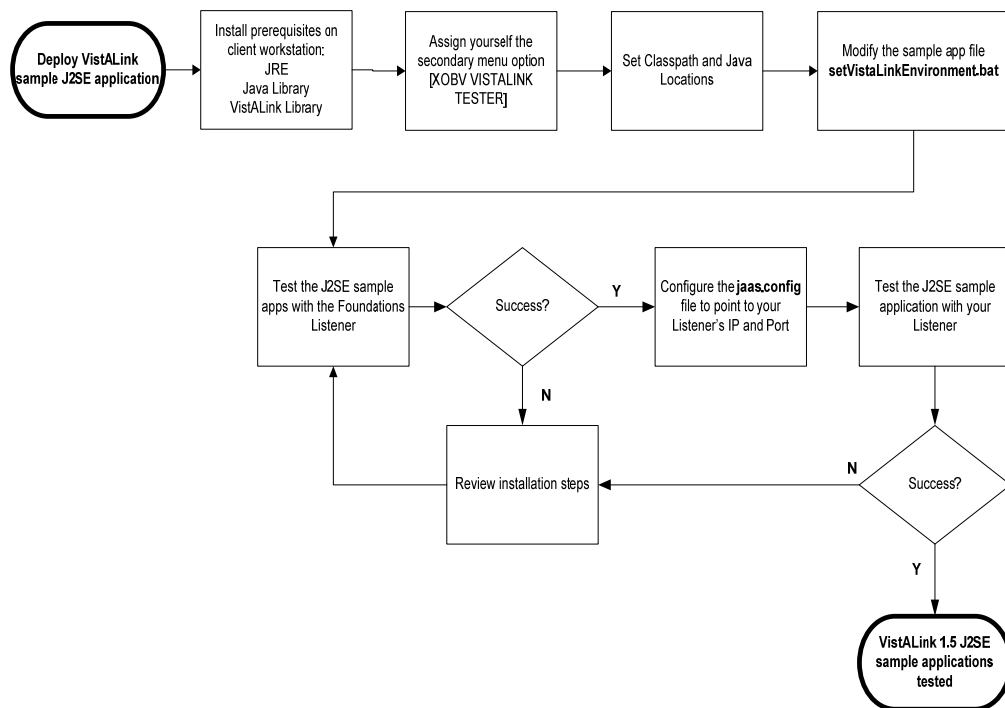 Deploy VistALink
sample J2SE application
Install prerequisites on
client workstation:
JRE
Java Library
VistALink Library
Assign yourself the
secondary menu option
[XOBV VISTALINK
TESTER]
Set Classpath and Java
Locations
Modify the sample app file
setVistaLinkEnvironment.bat
Test the J2SE sample
apps with the Foundations
Listener
Success?
Y
Configure the jaas.config
file to point to your
Listener's IP and Port
Test the J2SE sample
application with your
Listener
N
Review installation steps
N
Success?
Y
VistALink 1.5 J2SE
sample applications
tested